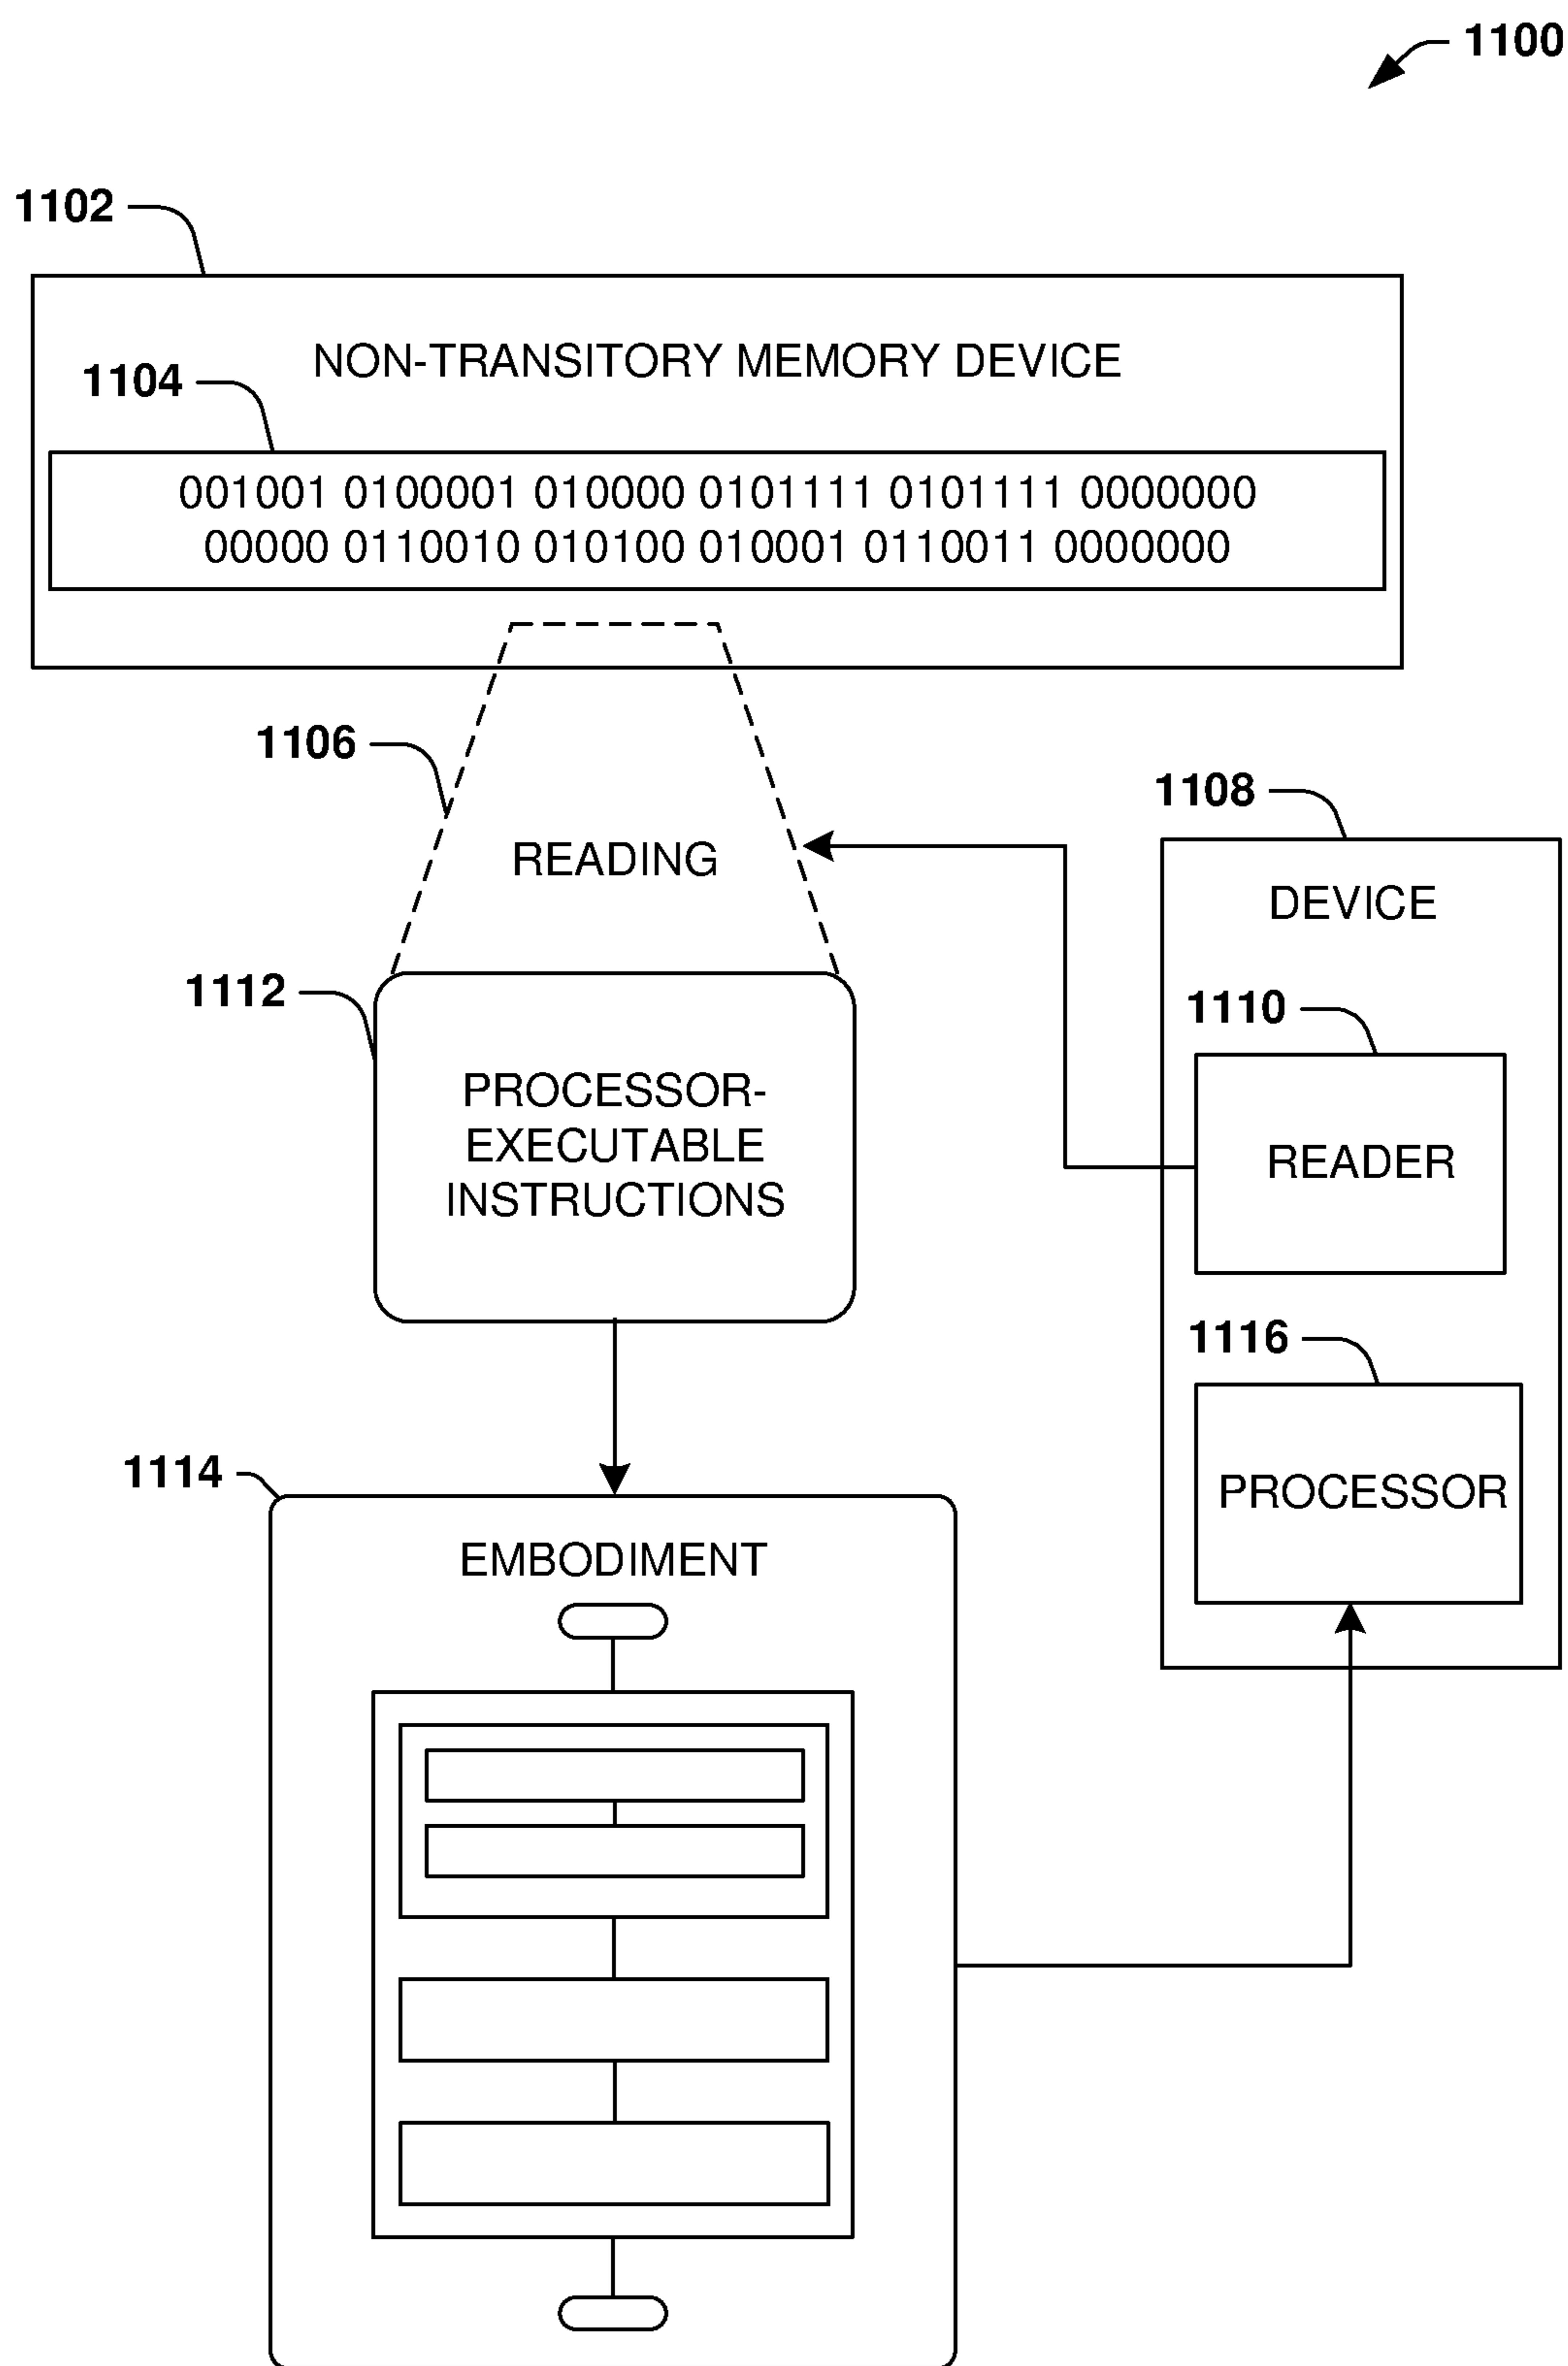 1100
1102
NON-TRANSITORY MEMORY DEVICE
1104
001001 0100001 010000 0101111 0101111 0000000
00000 0110010 010100 010001 0110011 0000000
1106
READING
1108
DEVICE
1110
READER
1112
PROCESSOR-
EXECUTABLE
INSTRUCTIONS
1116
PROCESSOR
1114
EMBODIMENT